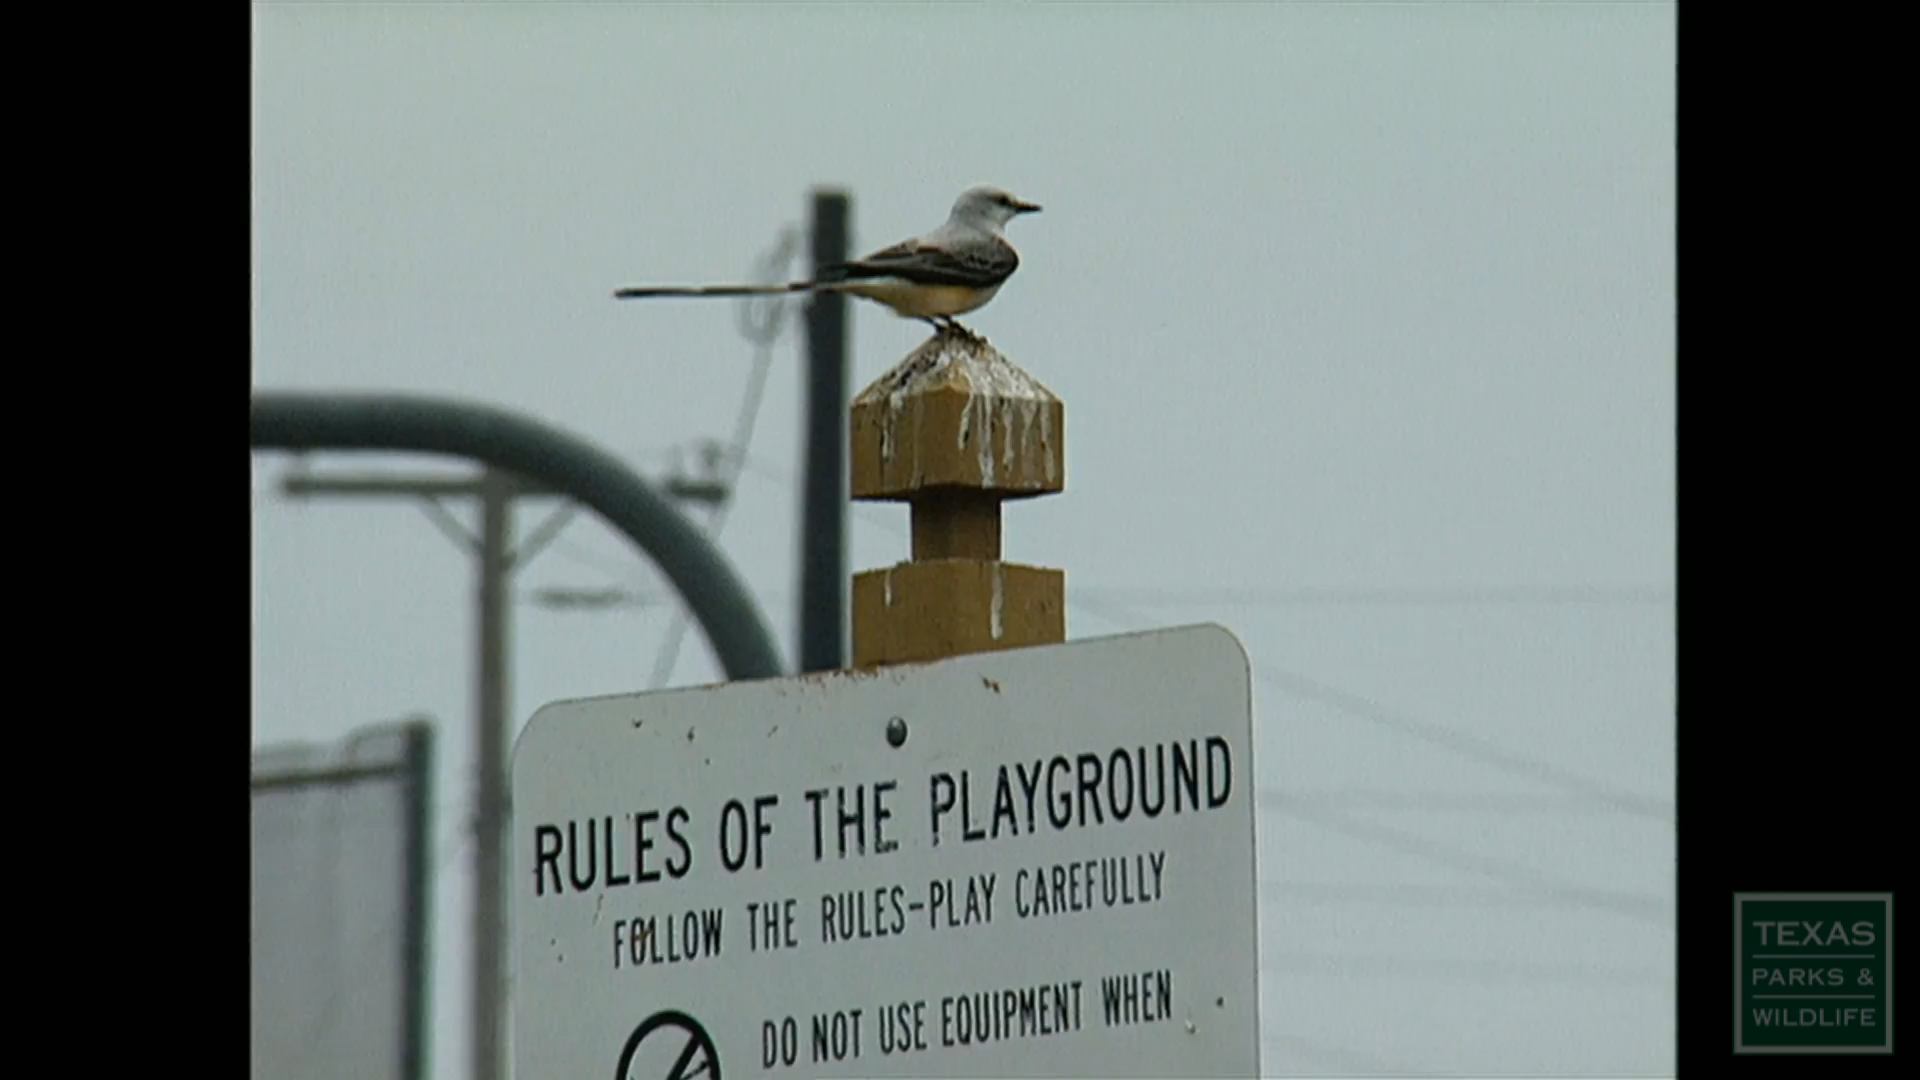 RULES OF THE PLAYGROUND
FOLLOW THE RULES-PLAY CAREFULLY
DO NOT USE EQUIPMENT WHEN
TEXAS
PARKS &
WILDLIFE